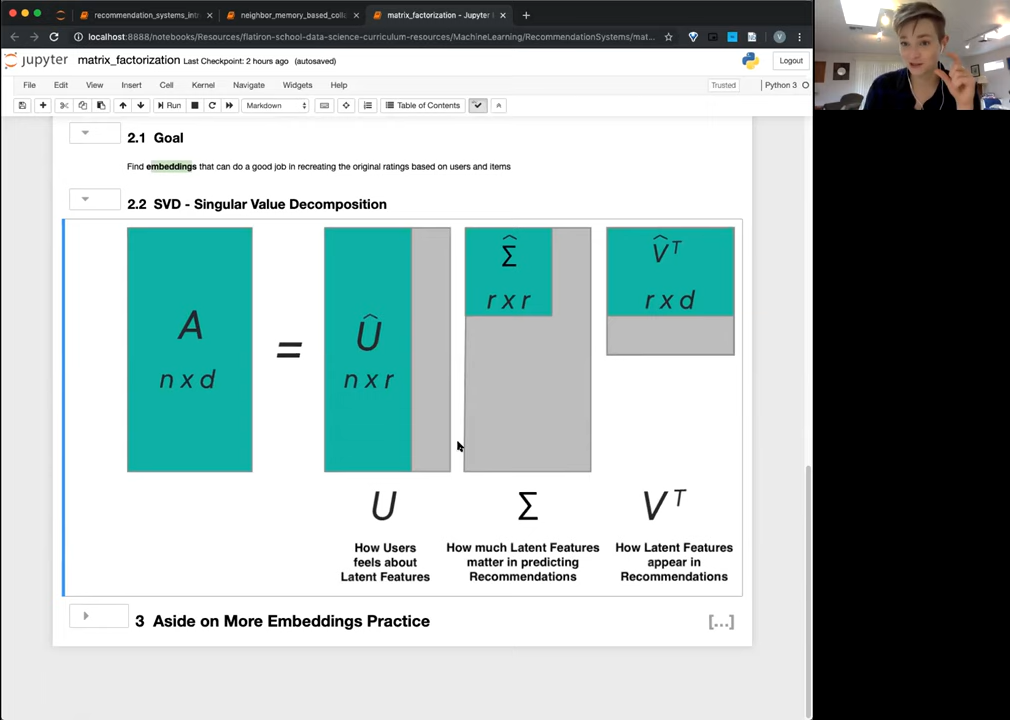 recommendation_systems_intr
neighbor_memory_based_colla
matrix_factorization - Jupyter
localhost:8888/notebooks/Resources/flatiron-school-data-science-curriculum-resources/MachineLearning/RecommendationSystems/mat...
V
jupyter matrix_factorization Last Checkpoint: 2 hours ago (autosaved)
Logout
File Edit View Insert Cell Kernel Navigate Widgets Help
Trusted
Python 3
Run
Markdown
Table of Contents
2.1 Goal
Find embeddings that can do a good job in recreating the original ratings based on users and items
2.2 SVD - Singular Value Decomposition
A
n x d
=
Û
n x r
Σ̂
r x r
V̂ᵀ
r x d
U
Σ
Vᵀ
How Users
feels about
Latent Features
How much Latent Features
matter in predicting
Recommendations
How Latent Features
appear in
Recommendations
3 Aside on More Embeddings Practice
[...]